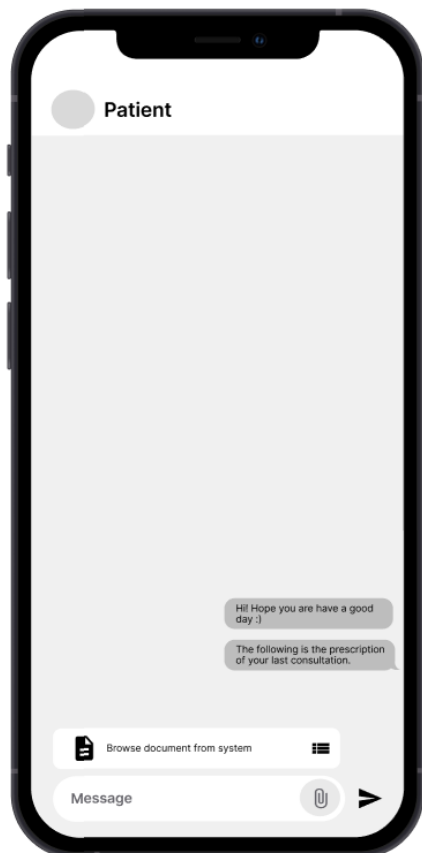 Patient
Hi! Hope you are have a good
day :)
The following is the prescription
of your last consultation.
Browse document from system
Message